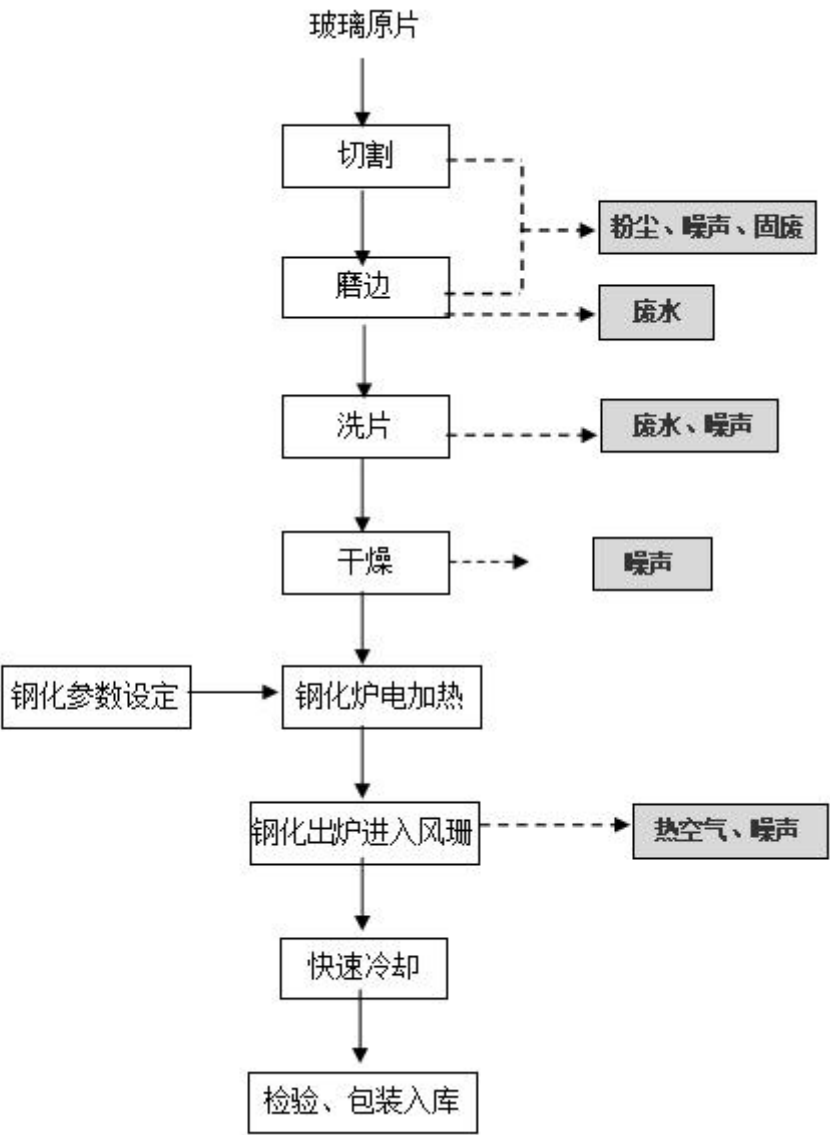 玻璃原片
切割
粉尘、噪声、固废
磨边
废水
洗片
废水、噪声
干燥
噪声
钢化参数设定
钢化炉电加热
钢化出炉进入风珊
热空气、噪声
快速冷却
检验、包装入库